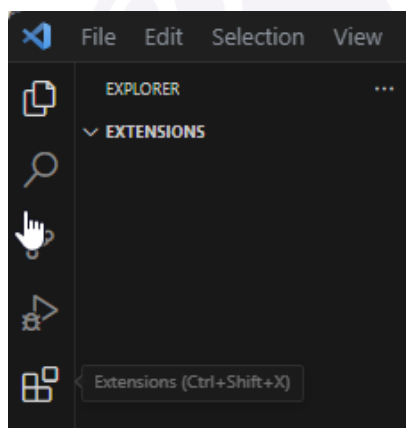 File Edit Selection View
EXPLORER ...
EXTENSIONS
Extensions (Ctrl+Shift+X)